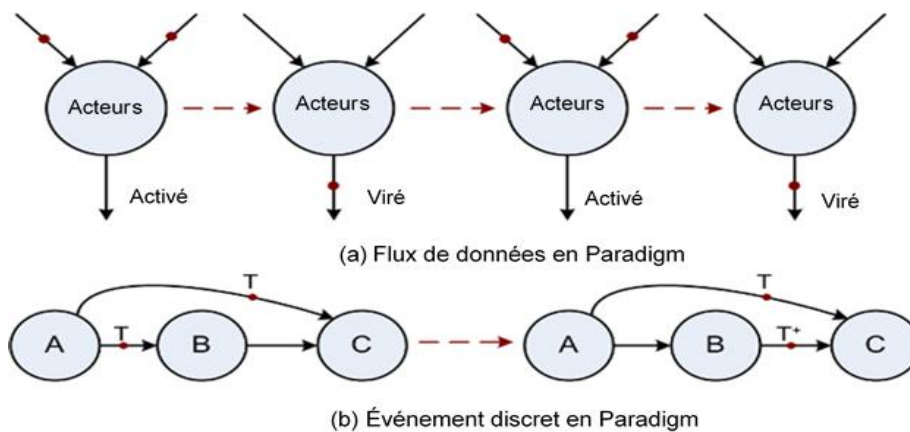 Acteurs Acteurs Acteurs Acteurs
Activé Viré Activé Viré
(a) Flux de données en Paradigm
T T
A T B C A B T+ C
(b) Événement discret en Paradigm